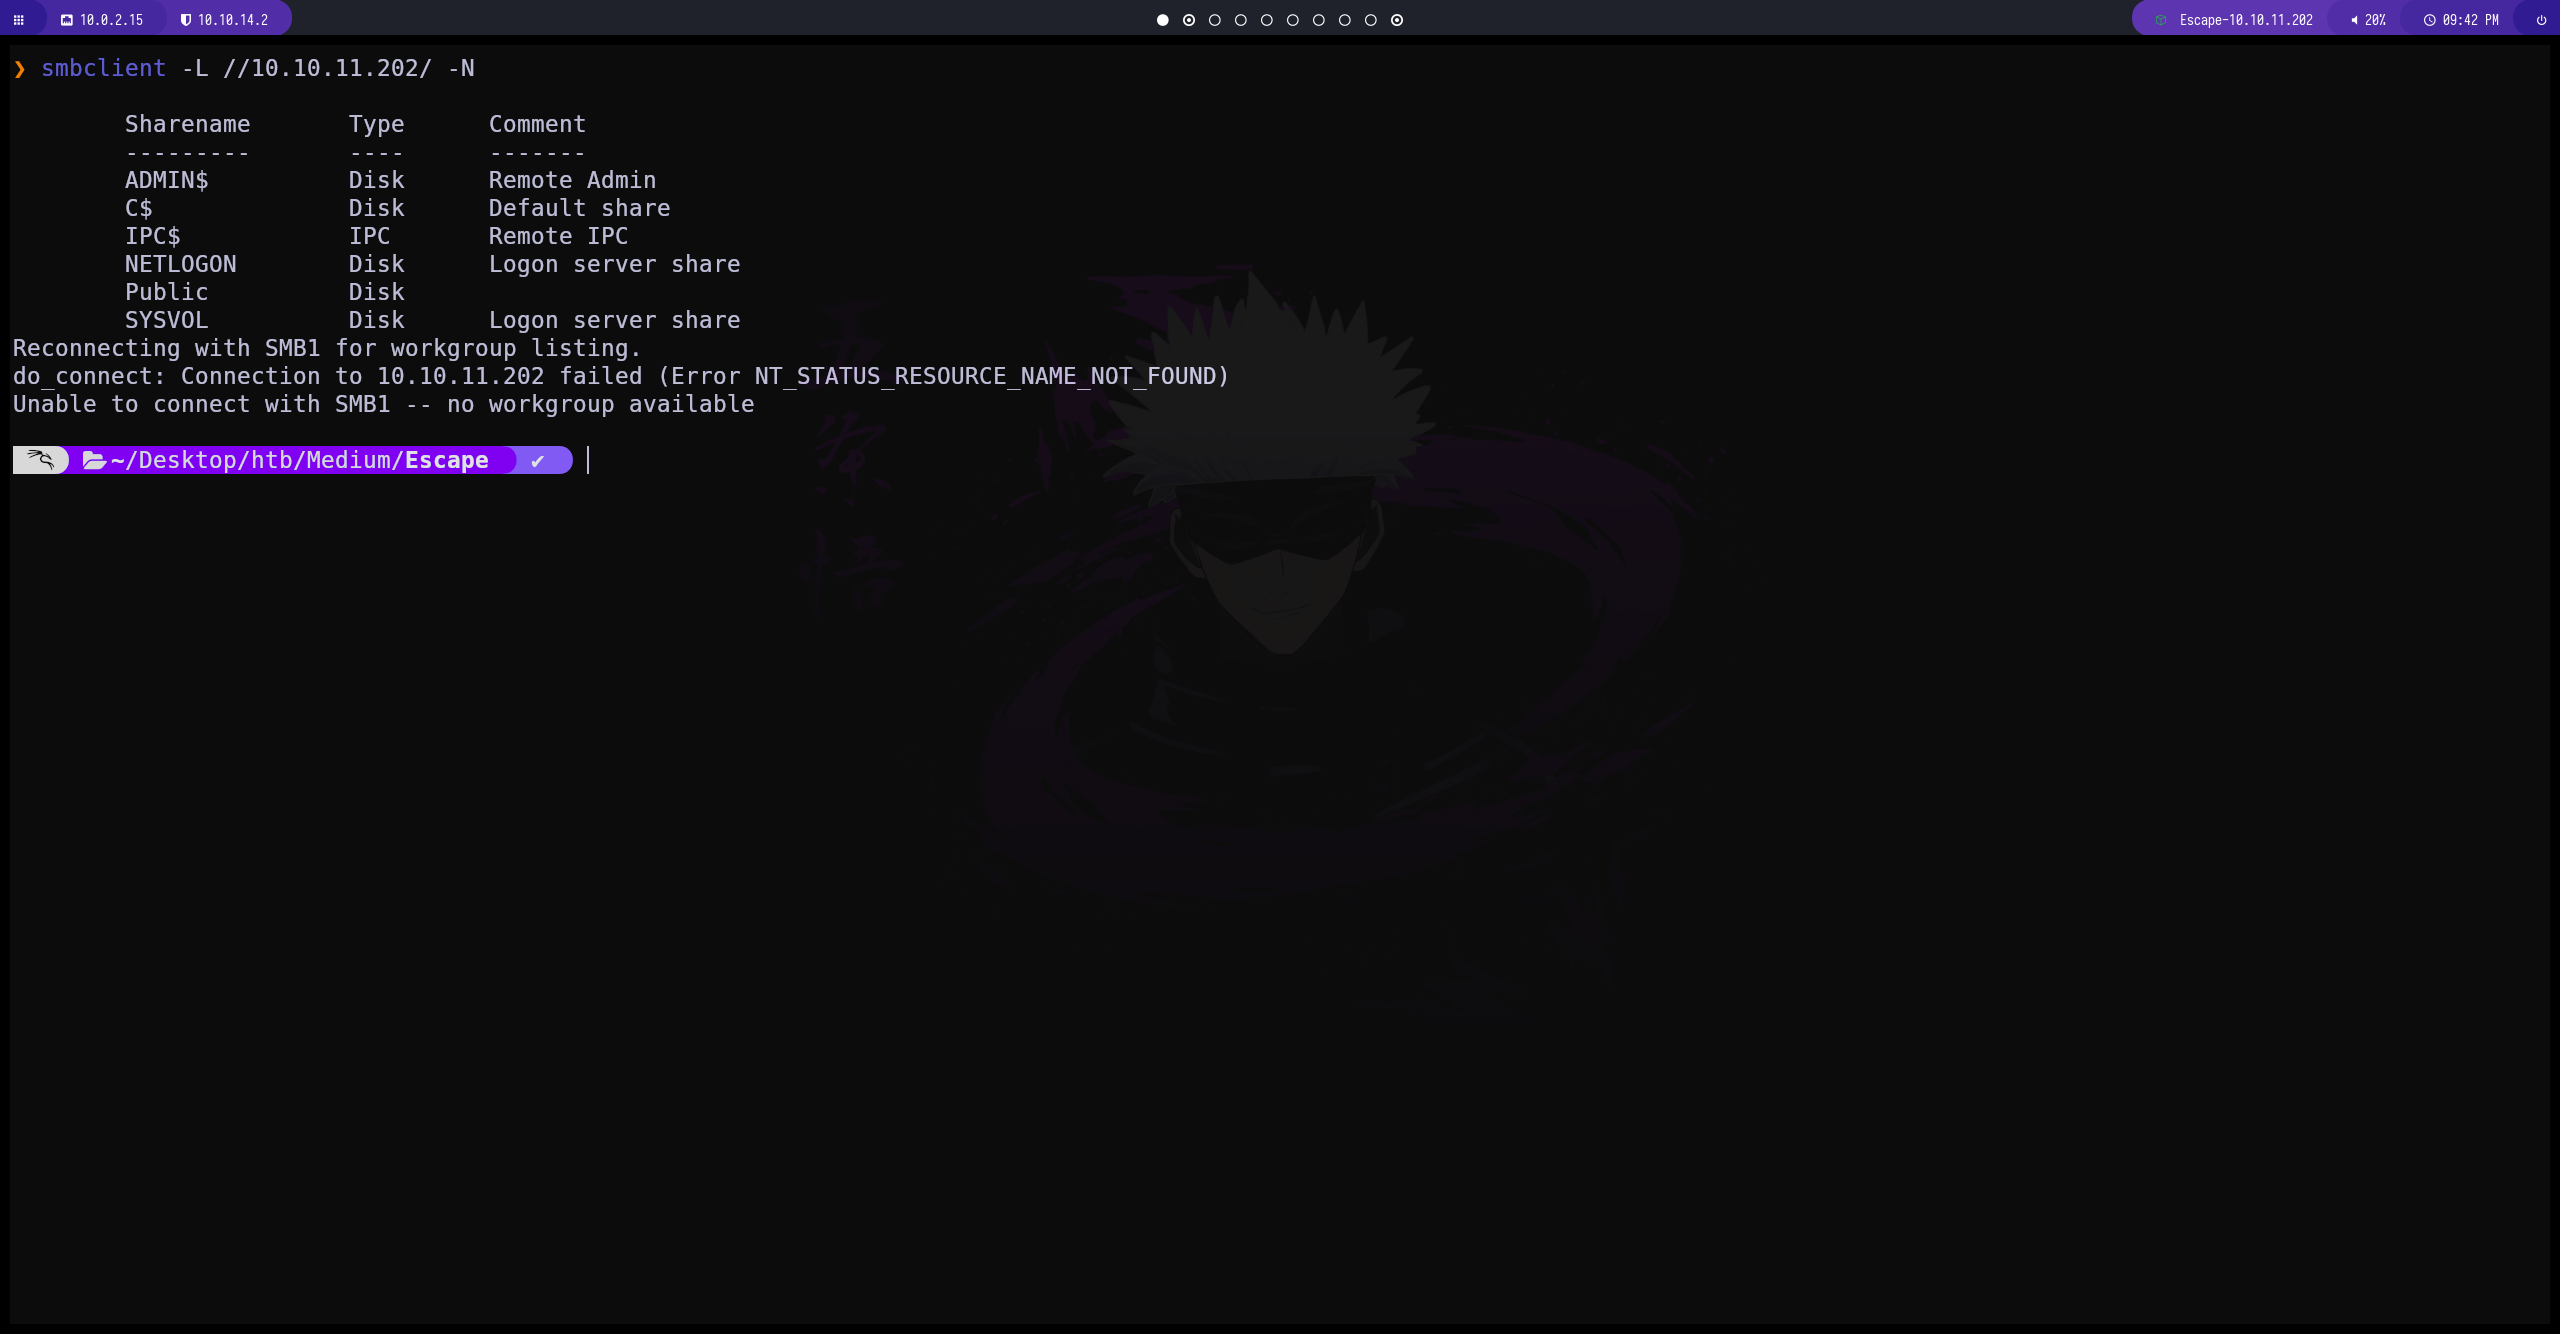 10.0.2.15 10.10.14.2 Escape-10.10.11.202 20% 09:42 PM
❯ smbclient -L //10.10.11.202/ -N
Sharename Type Comment
--------- ---- -------
ADMIN$ Disk Remote Admin
C$ Disk Default share
IPC$ IPC Remote IPC
NETLOGON Disk Logon server share
Public Disk
SYSVOL Disk Logon server share
Reconnecting with SMB1 for workgroup listing.
do_connect: Connection to 10.10.11.202 failed (Error NT_STATUS_RESOURCE_NAME_NOT_FOUND)
Unable to connect with SMB1 -- no workgroup available
~/Desktop/htb/Medium/Escape ✔